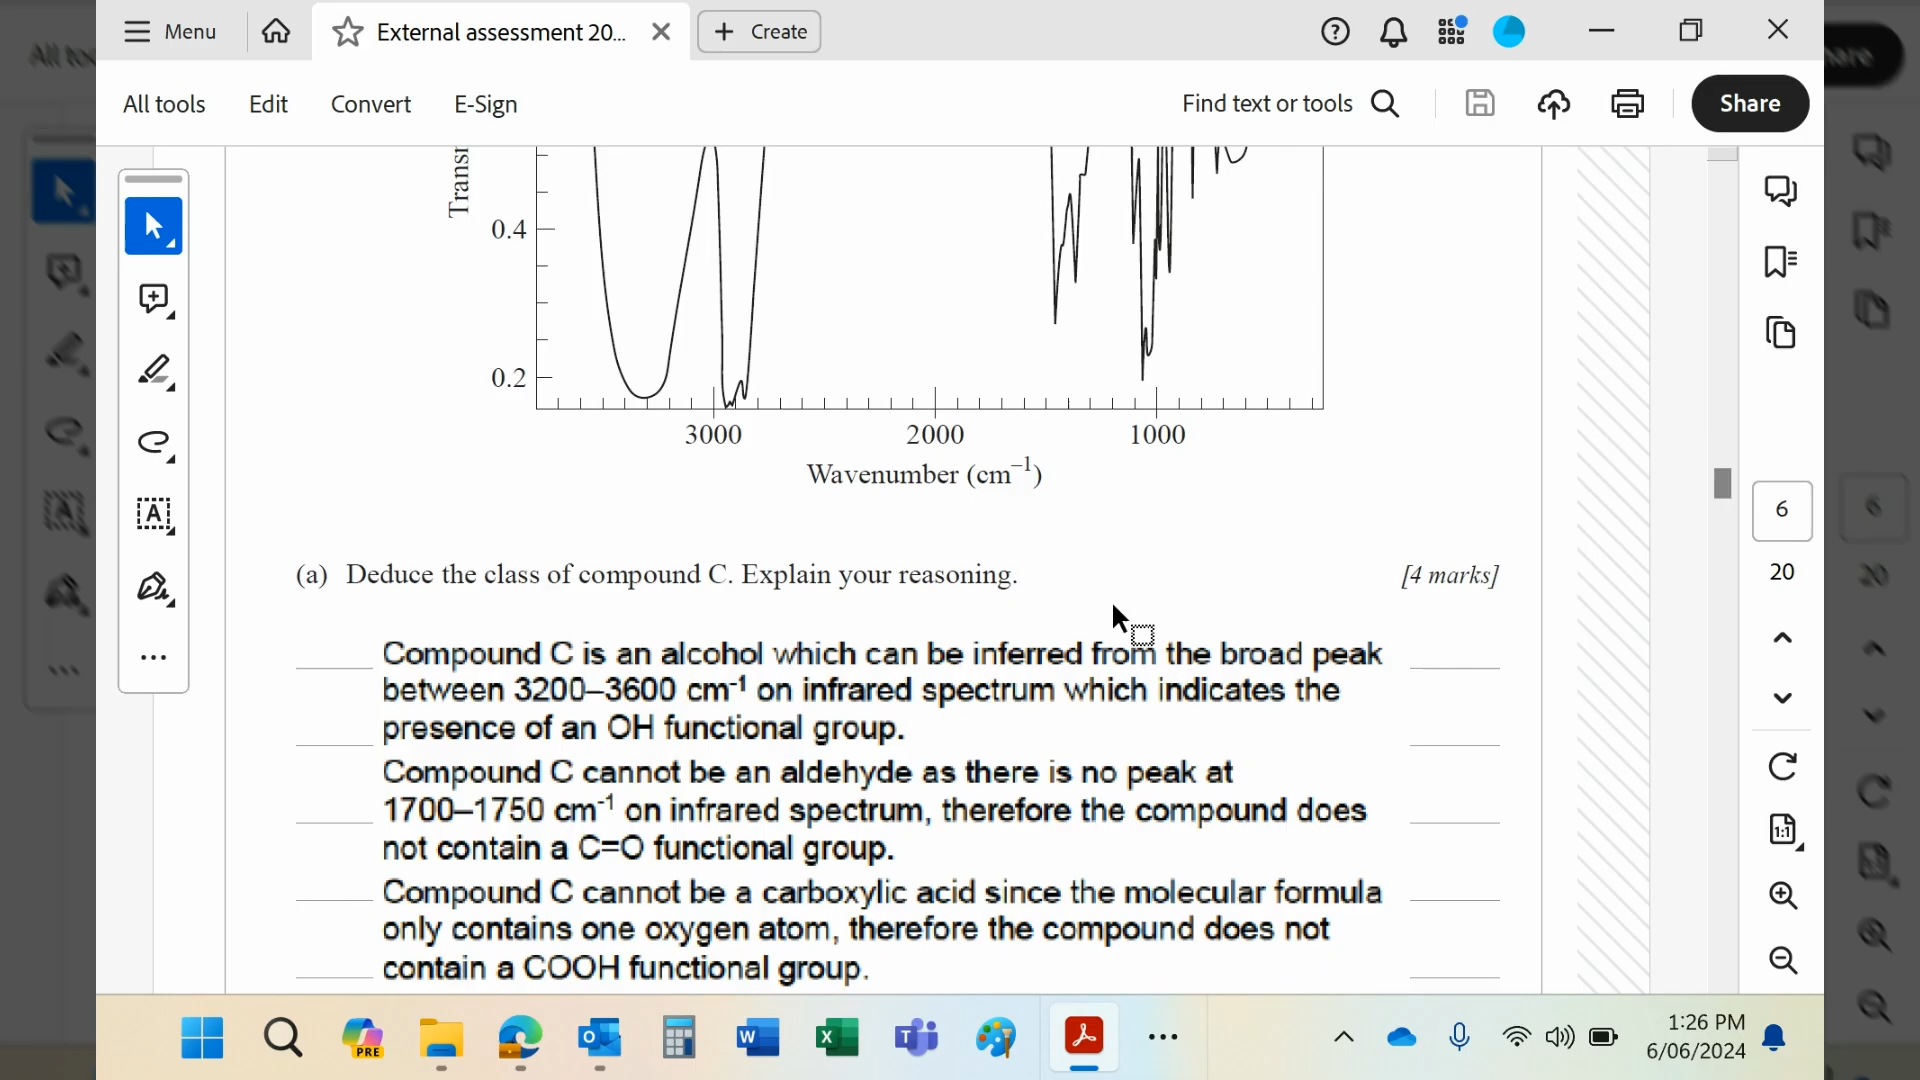 Menu
External assessment 20...
Create
All tools
Edit
Convert
E-Sign
Find text or tools
Share
Transr
0.4
0.2
3000
2000
1000
Wavenumber (cm⁻¹)
(a) Deduce the class of compound C. Explain your reasoning.
[4 marks]
Compound C is an alcohol which can be inferred from the broad peak
between 3200–3600 cm⁻¹ on infrared spectrum which indicates the
presence of an OH functional group.
Compound C cannot be an aldehyde as there is no peak at
1700–1750 cm⁻¹ on infrared spectrum, therefore the compound does
not contain a C=O functional group.
Compound C cannot be a carboxylic acid since the molecular formula
only contains one oxygen atom, therefore the compound does not
contain a COOH functional group.
6
20
1:1
PRE
1:26 PM
6/06/2024